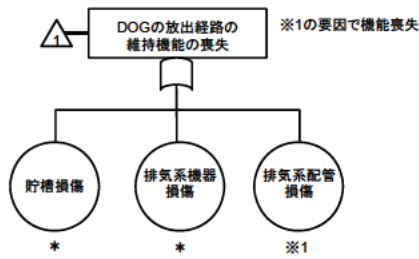 1
DOGの放出経路の
維持機能の喪失
※1の要因で機能喪失
貯槽損傷
排気系機器
損傷
排気系配管
損傷
*
*
※1